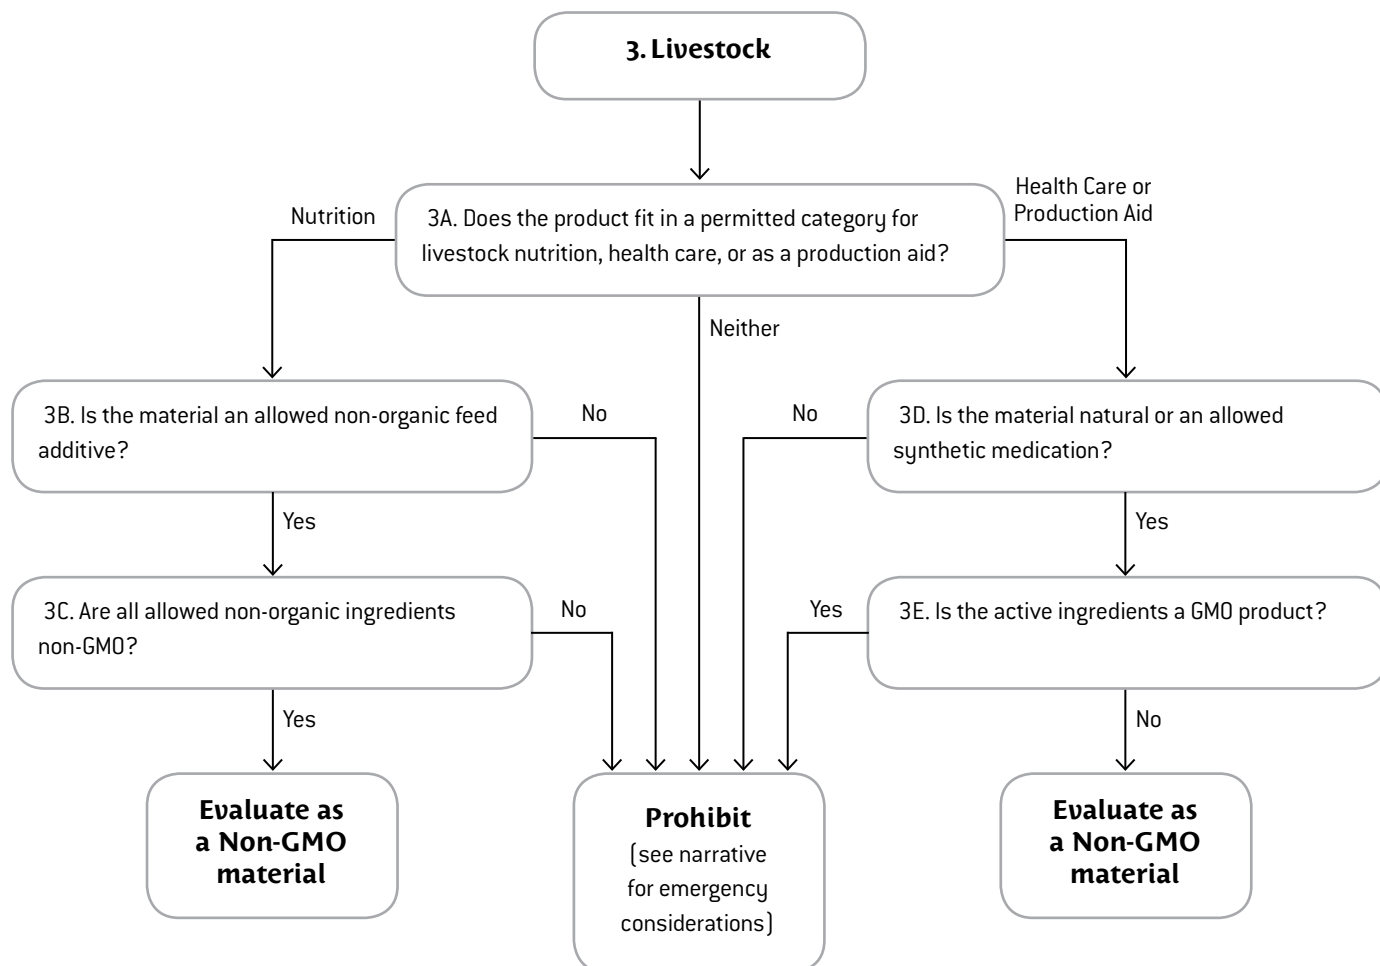 3. Livestock
Health Care or
Production Aid
Nutrition
3A. Does the product fit in a permitted category for
livestock nutrition, health care, or as a production aid?
Neither
3B. Is the material an allowed non-organic feed
additive?
No
No
3D. Is the material natural or an allowed
synthetic medication?
Yes
Yes
3C. Are all allowed non-organic ingredients
non-GMO?
No
Yes
3E. Is the active ingredients a GMO product?
Yes
No
Evaluate as
a Non-GMO
material
Prohibit
(see narrative
for emergency
considerations)
Evaluate as
a Non-GMO
material